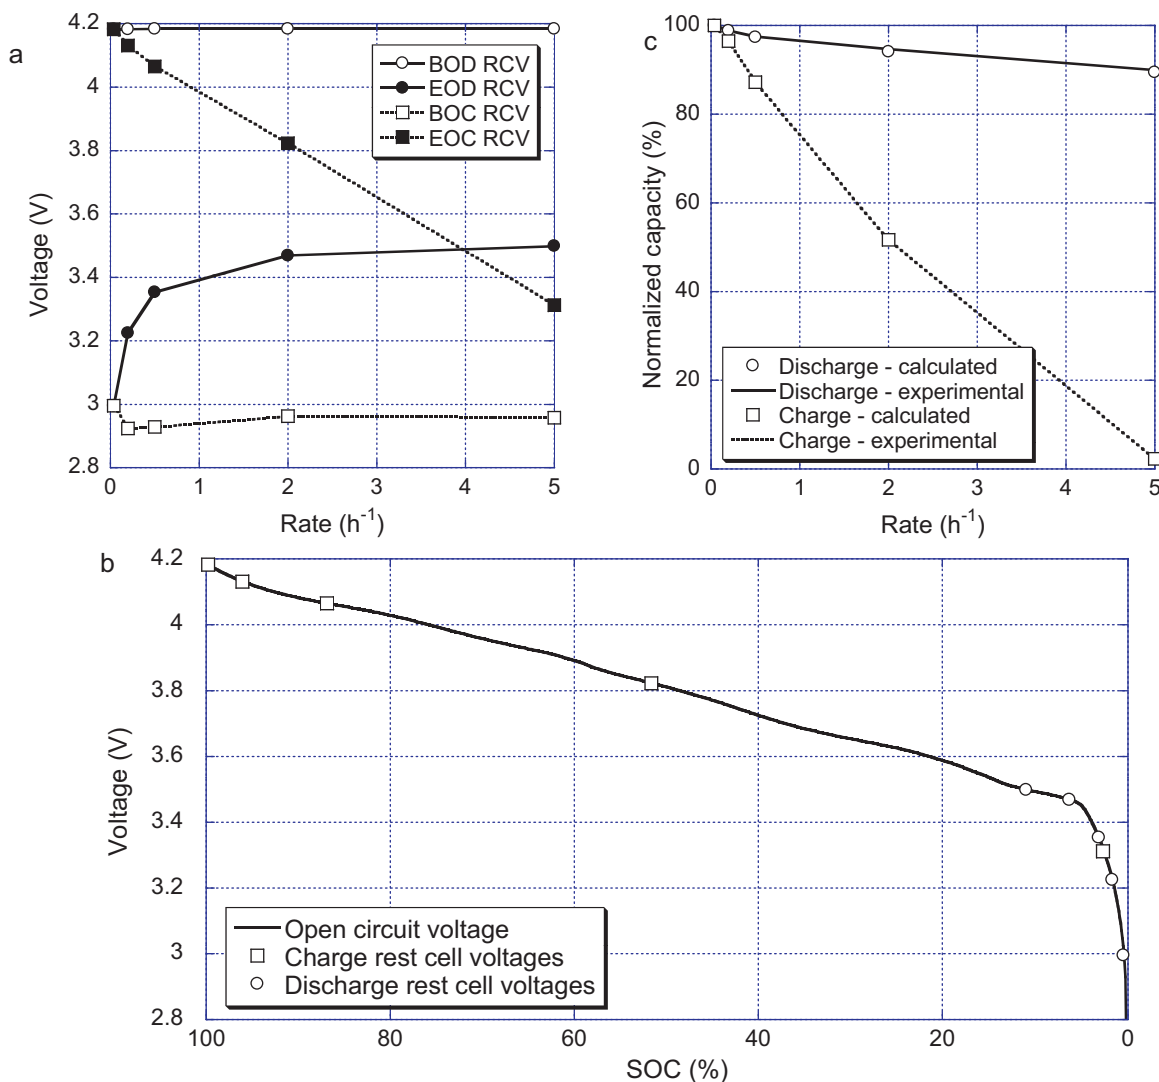 a
4.2
4
3.8
3.6
3.4
3.2
3
2.8
Voltage (V)
0 1 2 3 4 5
Rate (h-1)
BOD RCV
EOD RCV
BOC RCV
EOC RCV
c
100
80
60
40
20
0
Normalized capacity (%)
0 1 2 3 4 5
Rate (h-1)
Discharge - calculated
Discharge - experimental
Charge - calculated
Charge - experimental
b
4.2
4
3.8
3.6
3.4
3.2
3
2.8
Voltage (V)
100 80 60 40 20 0
SOC (%)
Open circuit voltage
Charge rest cell voltages
Discharge rest cell voltages